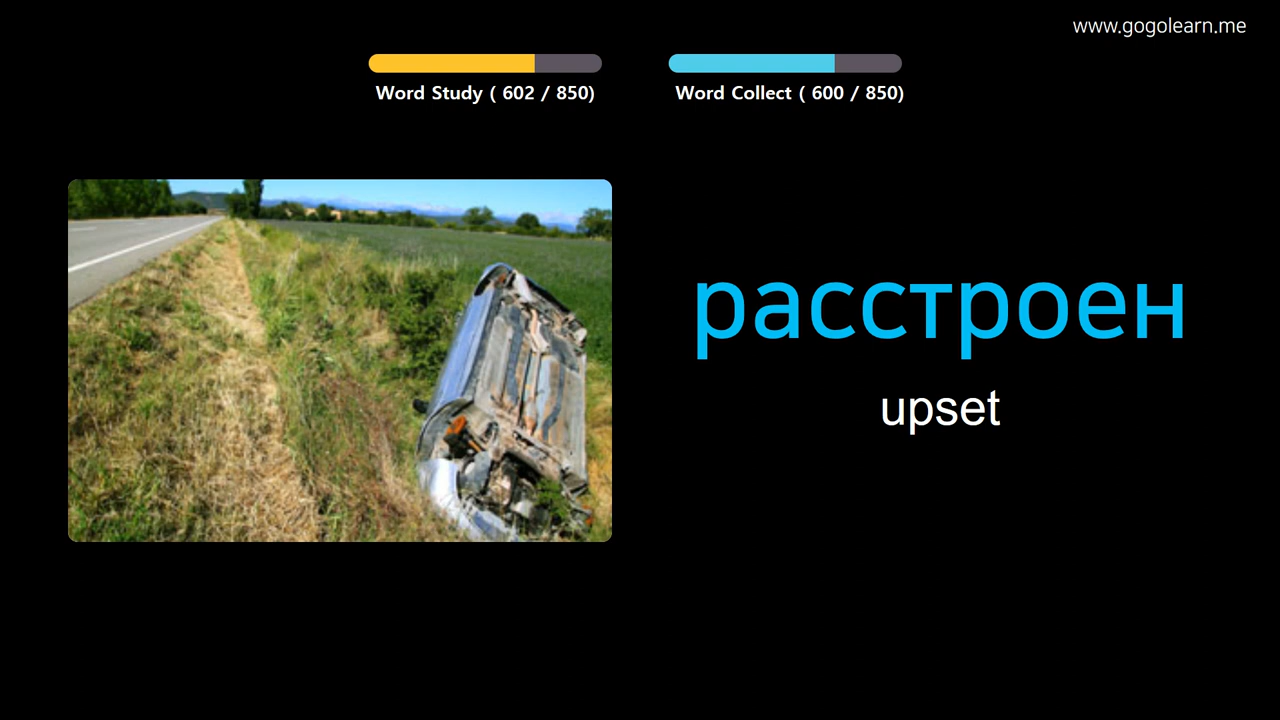 www.gogolearn.me
Word Study ( 602 / 850)
Word Collect ( 600 / 850)
расстроен
upset